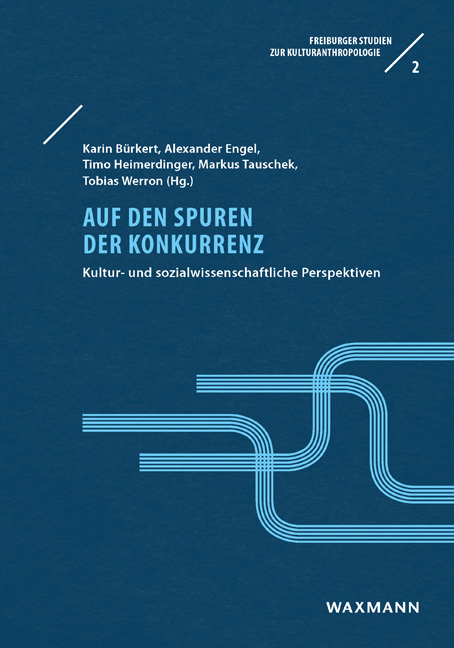 FREIBURGER STUDIEN
ZUR KULTURANTHROPOLOGIE
2
Karin Bürkert, Alexander Engel,
Timo Heimerdinger, Markus Tauschek,
Tobias Werron (Hg.)
AUF DEN SPUREN
DER KONKURRENZ
Kultur- und sozialwissenschaftliche Perspektiven
WAXMANN